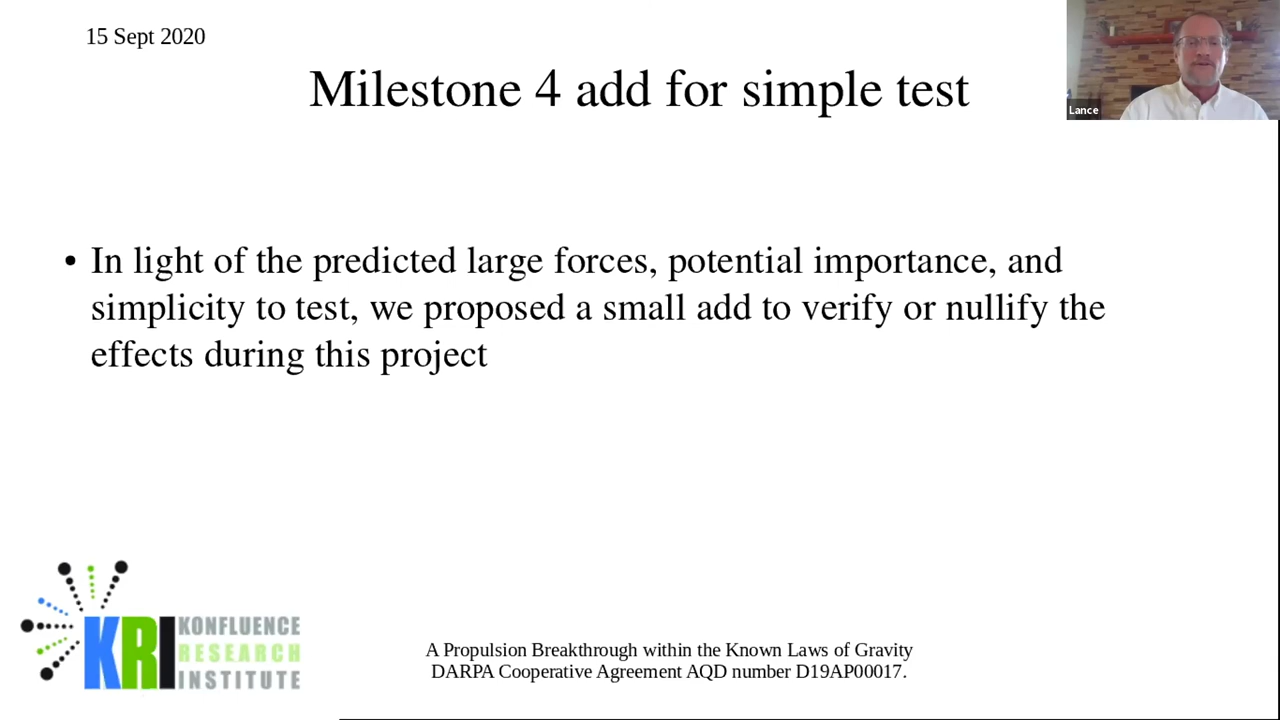 15 Sept 2020
Milestone 4 add for simple test
Lance
• In light of the predicted large forces, potential importance, and
simplicity to test, we proposed a small add to verify or nullify the
effects during this project
KRI KONFLUENCE
RESEARCH
INSTITUTE
A Propulsion Breakthrough within the Known Laws of Gravity
DARPA Cooperative Agreement AQD number D19AP00017.